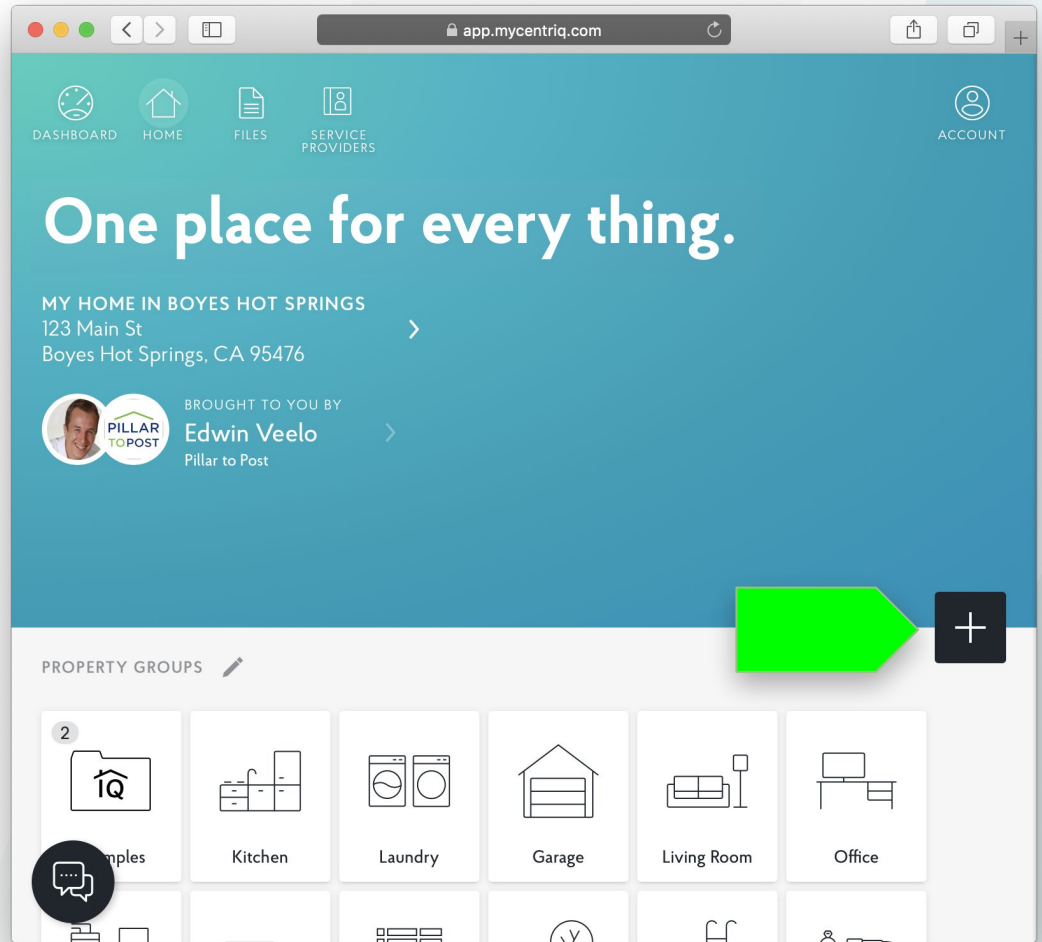 app.mycentriq.com
DASHBOARD
HOME
FILES
SERVICE
PROVIDERS
ACCOUNT
One place for every thing.
MY HOME IN BOYES HOT SPRINGS
123 Main St
Boyes Hot Springs, CA 95476
PILLAR
TO POST
BROUGHT TO YOU BY
Edwin Veelo
Pillar to Post
PROPERTY GROUPS
2
IQ
Kitchen
Laundry
Garage
Living Room
Office